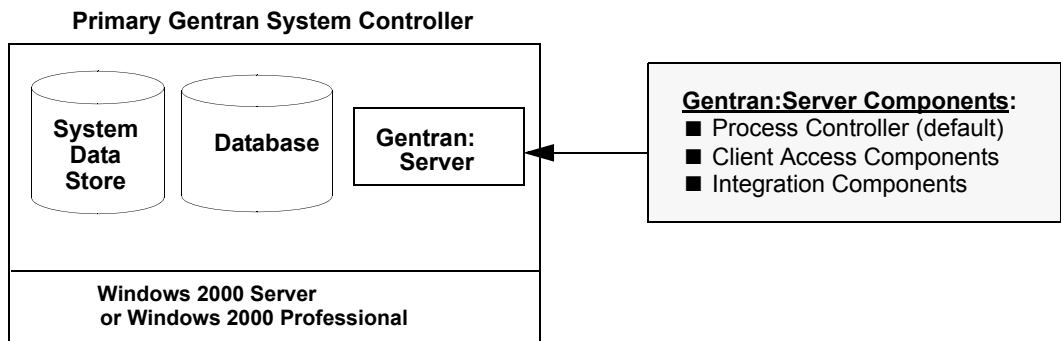 Primary Gentran System Controller
System
Data
Store
Database
Gentran:
Server
Gentran:Server Components:
■ Process Controller (default)
■ Client Access Components
■ Integration Components
Windows 2000 Server
or Windows 2000 Professional